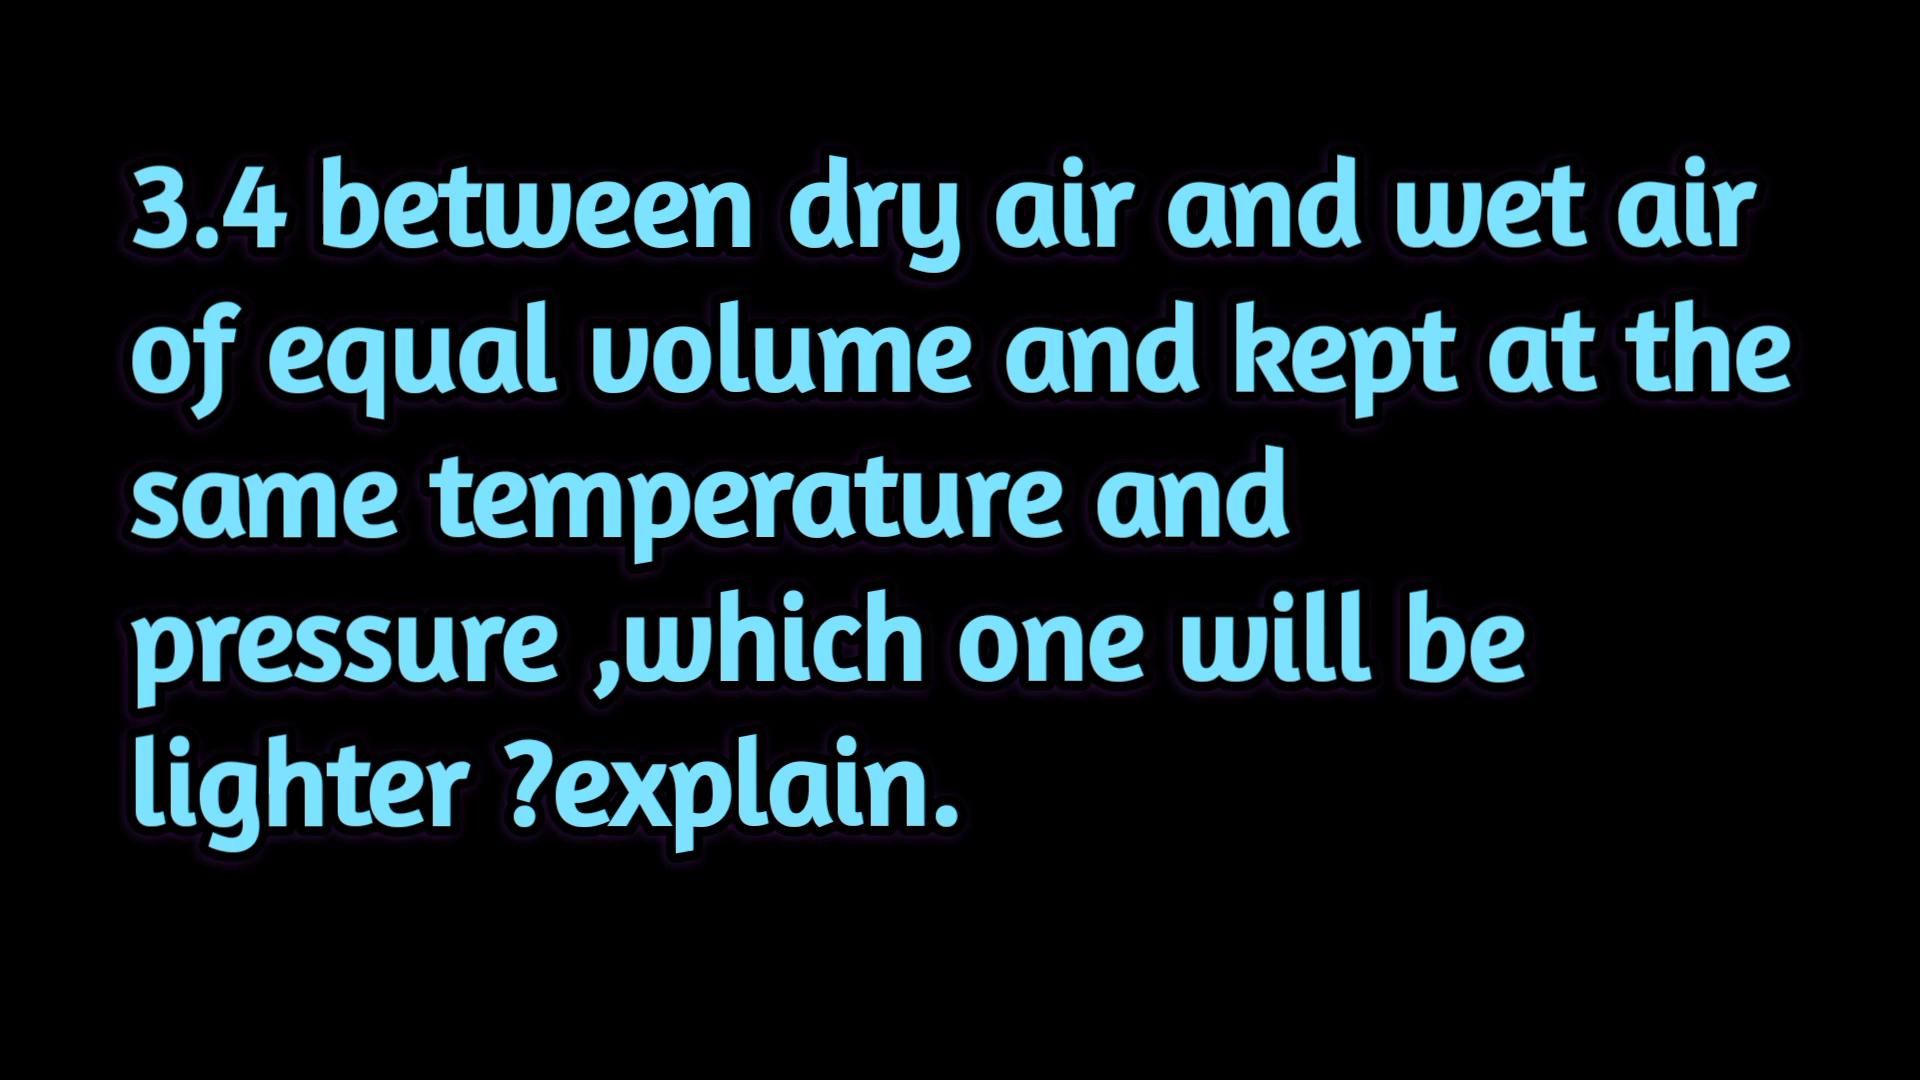 3.4 between dry air and wet air
of equal volume and kept at the
same temperature and
pressure ,which one will be
lighter ?explain.